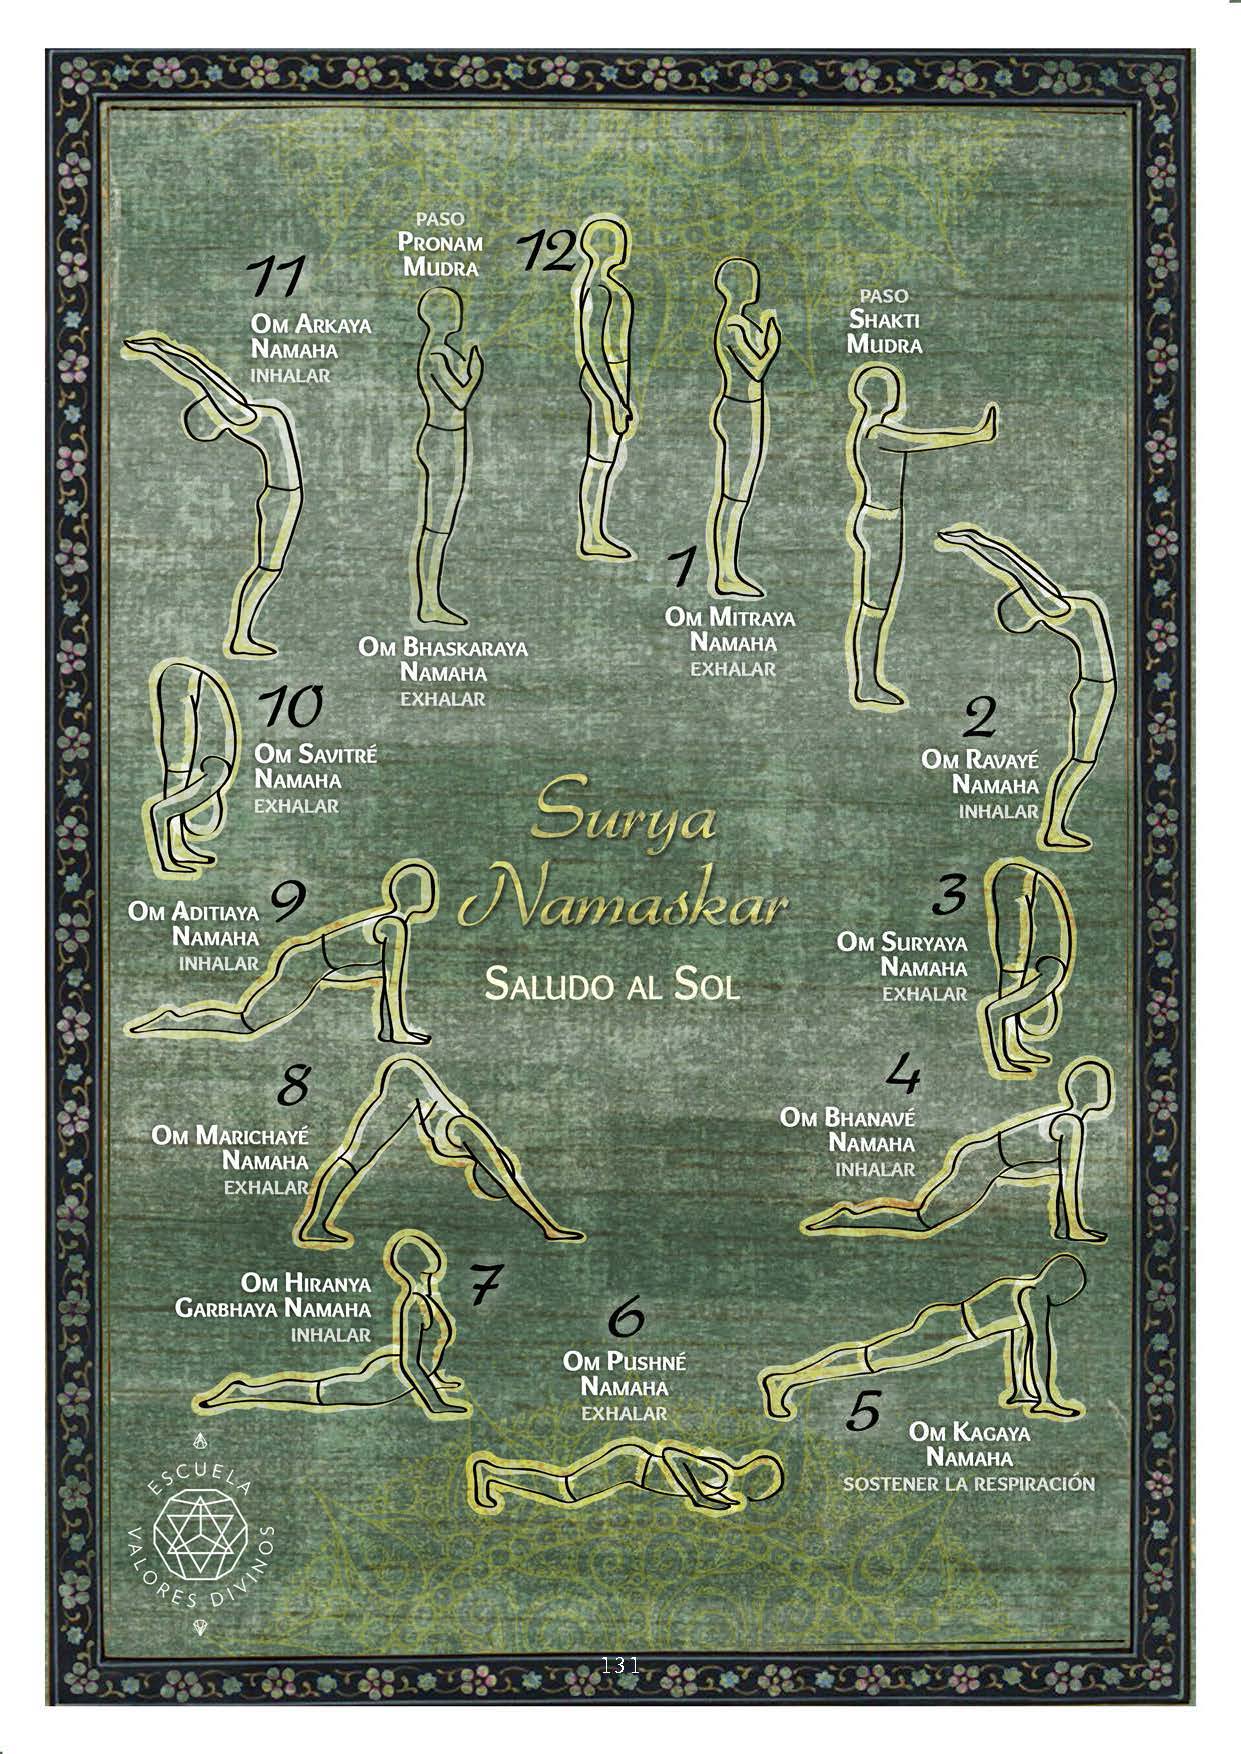 Surya
Namaskar
Saludo al Sol
12
1
Om Mitraya
Namaha
exhalar
paso
Shakti
Mudra
2
Om Ravayé
Namaha
inhalar
3
Om Suryaya
Namaha
exhalar
4
Om Bhanavé
Namaha
inhalar
5
Om Kagaya
Namaha
sostener la respiración
6
Om Pushné
Namaha
exhalar
7
Om Hiranya
Garbhaya Namaha
inhalar
8
Om Marichayé
Namaha
exhalar
9
Om Aditiaya
Namaha
inhalar
10
Om Savitré
Namaha
exhalar
11
Om Arkaya
Namaha
inhalar
paso
Pronam
Mudra
Om Bhaskaraya
Namaha
exhalar
ESCUELA
VALORES DIVINOS
131